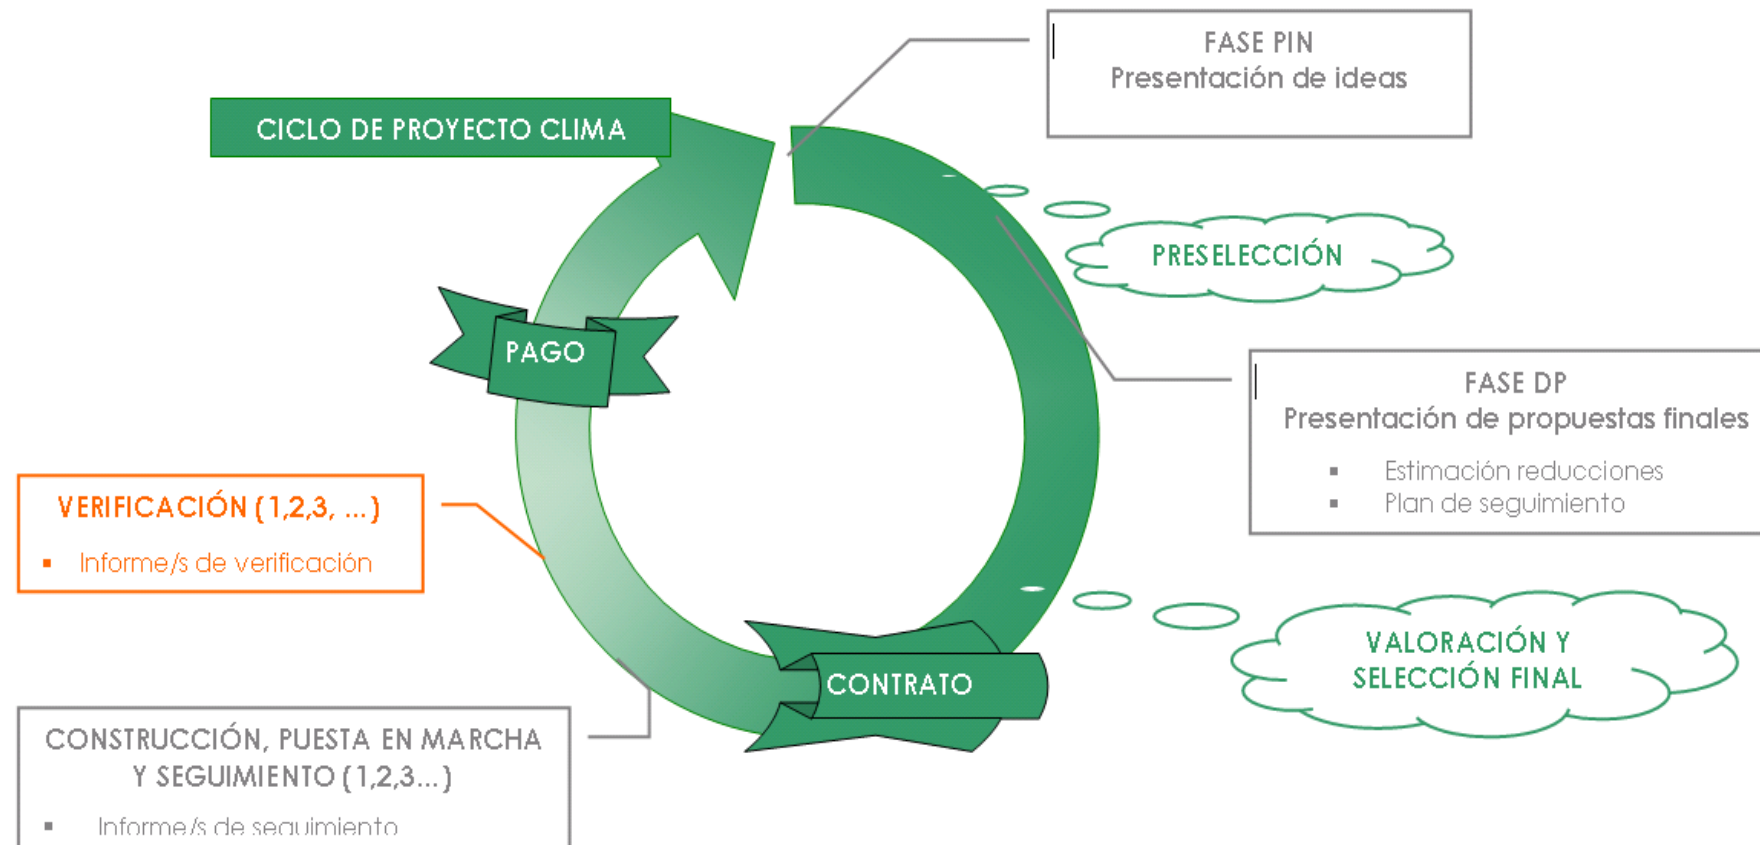 CICLO DE PROYECTO CLIMA
FASE PIN
Presentación de ideas
PRESELECCIÓN
FASE DP
Presentación de propuestas finales
▪ Estimación reducciones
▪ Plan de seguimiento
VALORACIÓN Y
SELECCIÓN FINAL
CONTRATO
CONSTRUCCIÓN, PUESTA EN MARCHA
Y SEGUIMIENTO (1,2,3...)
▪ Informe/s de seguimiento
VERIFICACIÓN (1,2,3, ...)
▪ Informe/s de verificación
PAGO